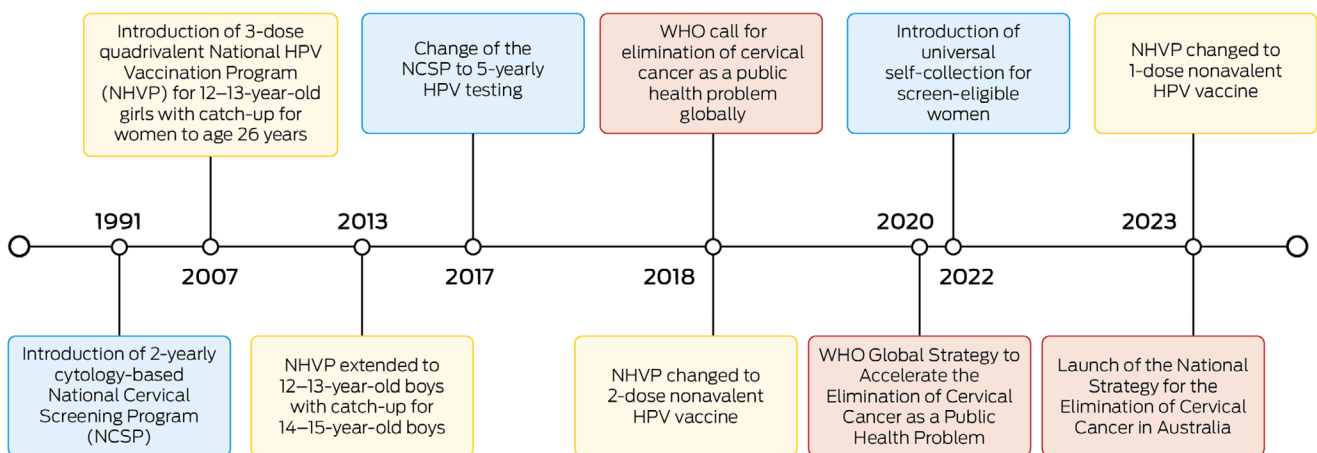 Introduction of 3-dose
quadrivalent National HPV
Vaccination Program
(NHVP) for 12–13-year-old
girls with catch-up for
women to age 26 years
Change of the
NCSP to 5-yearly
HPV testing
WHO call for
elimination of cervical
cancer as a public
health problem
globally
Introduction of
universal
self-collection for
screen-eligible
women
NHVP changed to
1-dose nonavalent
HPV vaccine
1991
2007
2013
2017
2018
2020
2022
2023
Introduction of 2-yearly
cytology-based
National Cervical
Screening Program
(NCSP)
NHVP extended to
12–13-year-old boys
with catch-up for
14–15-year-old boys
NHVP changed to
2-dose nonavalent
HPV vaccine
WHO Global Strategy to
Accelerate the
Elimination of Cervical
Cancer as a Public
Health Problem
Launch of the National
Strategy for the
Elimination of Cervical
Cancer in Australia